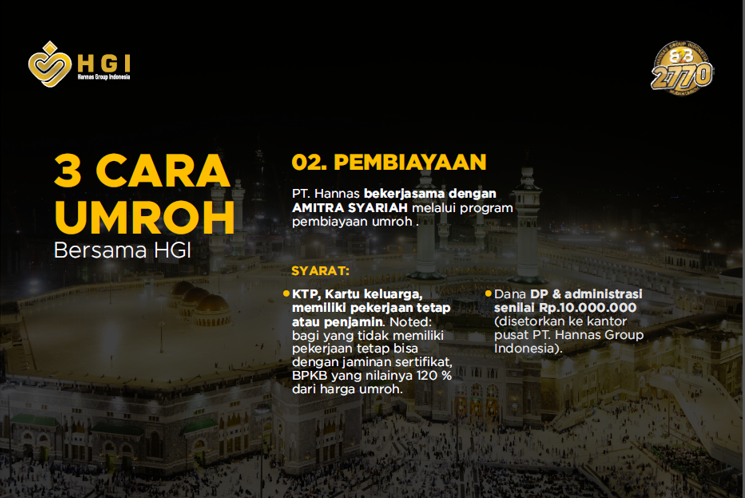 HGI
Hannas Group Indonesia
HANNAS GROUP INDONESIA
2770
3 CARA
UMROH
Bersama HGI
02. PEMBIAYAAN
PT. Hannas bekerjasama dengan
AMITRA SYARIAH melalui program
pembiayaan umroh .
SYARAT:
KTP, Kartu keluarga,
memiliki pekerjaan tetap
atau penjamin. Noted:
bagi yang tidak memiliki
pekerjaan tetap bisa
dengan jaminan sertifikat,
BPKB yang nilainya 120 %
dari harga umroh.
Dana DP & administrasi
senilai Rp.10.000.000
(disetorkan ke kantor
pusat PT. Hannas Group
Indonesia).